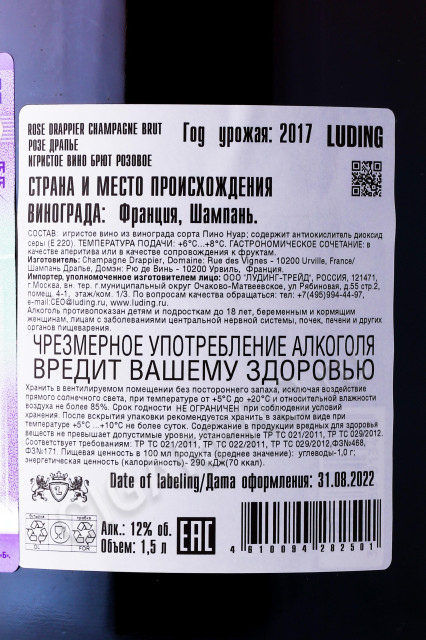 ROSE DRAPPIER CHAMPAGNE BRUT
РОЗЕ ДРАПЬЕ
ИГРИСТОЕ ВИНО БРЮТ РОЗОВОЕ
Год урожая: 2017 LUDING
СТРАНА И МЕСТО ПРОИСХОЖДЕНИЯ
ВИНОГРАДА: Франция, Шампань.
СОСТАВ: игристое вино из винограда сорта Пино Нуар; содержит антиокислитель диоксид
серы (Е 220). ТЕМПЕРАТУРА ПОДАЧИ: +6°С...+8°С. ГАСТРОНОМИЧЕСКОЕ СОЧЕТАНИЕ: в
качестве аперитива или в качестве сопровождения к фруктам.
Изготовитель: Champagne Drappier, Domaine: Rue des Vignes - 10200 Urville, France/
Шампань Драпье, Домэн: Рю де Винь - 10200 Урвиль, Франция.
Импортер, уполномоченное изготовителем лицо: ООО "ЛУДИНГ-ТРЕЙД", РОССИЯ, 121471,
г.Москва, вн. тер. г.муниципальный округ Очаково-Матвеевское, ул Рябиновая, д.55 стр.2,
помещ. 4-1, этаж/ком. 1/3. По вопросам качества обращаться: тел: +7(495)994-44-97,
e-mail:CEO@luding.ru, www.luding.ru.
Алкоголь противопоказан детям и подросткам до 18 лет, беременным и кормящим
женщинам, лицам с заболеваниями центральной нервной системы, почек, печени и других
органов пищеварения.
ЧРЕЗМЕРНОЕ УПОТРЕБЛЕНИЕ АЛКОГОЛЯ
ВРЕДИТ ВАШЕМУ ЗДОРОВЬЮ
Хранить в вентилируемом помещении без постороннего запаха, исключая воздействие
прямого солнечного света, при температуре от +5°С до +20°С и относительной влажности
воздуха не более 85%. Срок годности НЕ ОГРАНИЧЕН при соблюдении условий
хранения. После вскрытия упаковки рекомендуется хранить в закрытом виде при
температуре +5°С ...+10°С не более суток. Содержание в продукции вредных для здоровья
веществ не превышает допустимые уровни, установленные ТР ТС 021/2011, ТР ТС 029/2012.
Соответствует требованиям: ТР ТС 022/2011, ТР ТС 021/2011, ТР ТС 029/2012,ФЗ№468,
ФЗ№171. Пищевая ценность в 100 мл продукта (среднее значение): углеводы-1,0 г;
энергетическая ценность (калорийность)- 290 кДж(70 ккал).
Date of labeling/Дата оформления: 31.08.2022
бутылка пробка
GL FOR
Алк.: 12% об.
Объем: 1,5 л
EAC
4 610094 282501